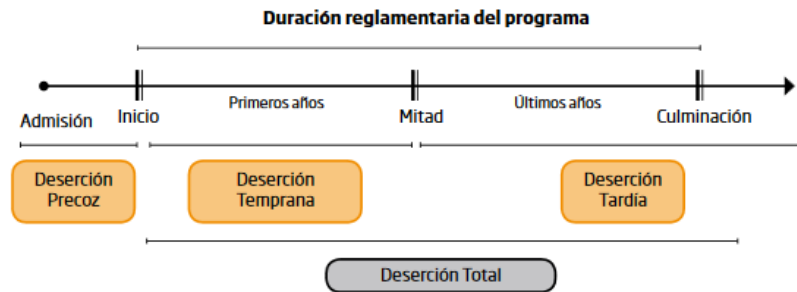 Duración reglamentaria del programa
Primeros años
Últimos años
Admisión
Inicio
Mitad
Culminación
Deserción
Precoz
Deserción
Temprana
Deserción
Tardía
Deserción Total